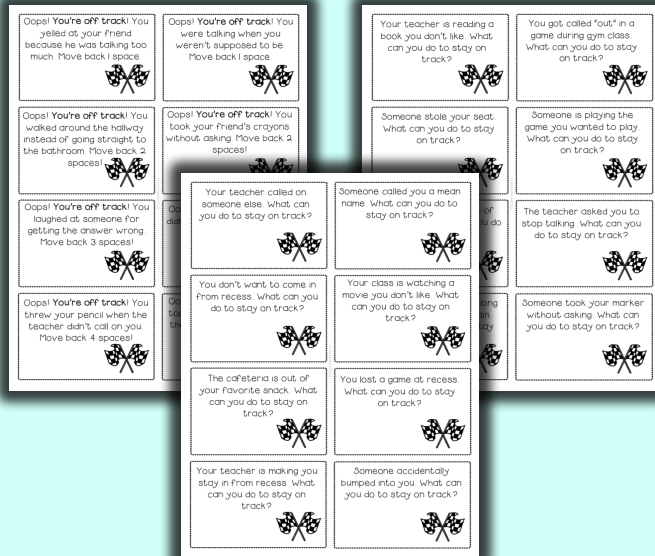 Oops! You're off track! You
yelled at your friend
because he was talking too
much. Move back 1 space.
Oops! You're off track! You
were talking when you
weren't supposed to be.
Move back 1 space.
Oops! You're off track! You
walked around the hallway
instead of going straight to
the bathroom. Move back 2
spaces!
Oops! You're off track! You
took your friend's crayons
without asking. Move back 2
spaces!
Oops! You're off track! You
laughed at someone for
getting the answer wrong.
Move back 3 spaces!
Oops! You're off track! You
threw your pencil when the
teacher didn't call on you.
Move back 4 spaces!
Your teacher is reading a
book you don't like. What
can you do to stay on
track?
You got called "out" in a
game during gym class.
What can you do to stay
on track?
Someone stole your seat.
What can you do to stay
on track?
Someone is playing the
game you wanted to play.
What can you do to stay
on track?
of
The teacher asked you to
stop talking. What can you
do to stay on track?
Someone took your marker
without asking. What can
you do to stay on track?
Your teacher called on
someone else. What can
you do to stay on track?
Someone called you a mean
name. What can you do to
stay on track?
You don't want to come in
from recess. What can you
do to stay on track?
Your class is watching a
movie you don't like. What
can you do to stay on
track?
The cafeteria is out of
your favorite snack. What
can you do to stay on
track?
You lost a game at recess.
What can you do to stay
on track?
Your teacher is making you
stay in from recess. What
can you do to stay on
track?
Someone accidentally
bumped into you. What can
you do to stay on track?